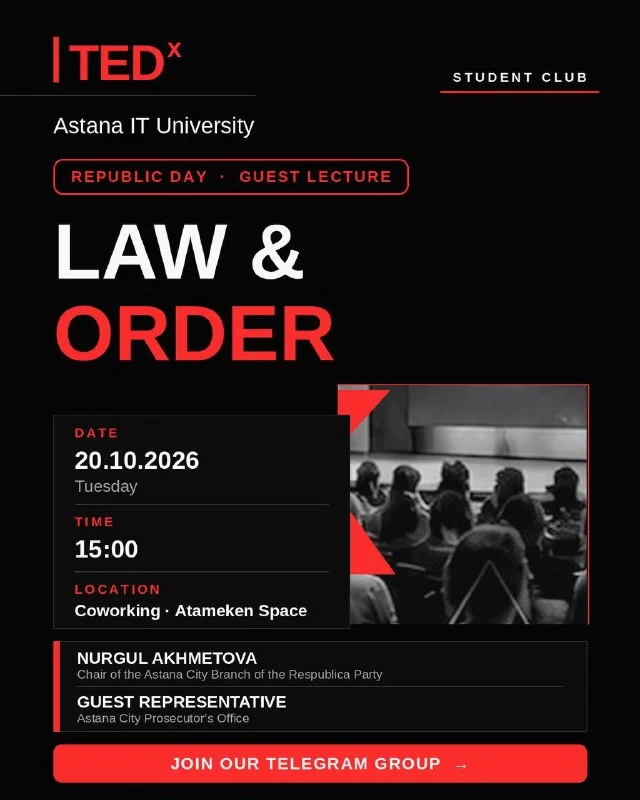 TEDx
STUDENT CLUB
Astana IT University
REPUBLIC DAY · GUEST LECTURE
LAW &
ORDER
DATE
20.10.2026
Tuesday
TIME
15:00
LOCATION
Coworking · Atameken Space
NURGUL AKHMETOVA
Chair of the Astana City Branch of the Respublica Party
GUEST REPRESENTATIVE
Astana City Prosecutor's Office
JOIN OUR TELEGRAM GROUP →